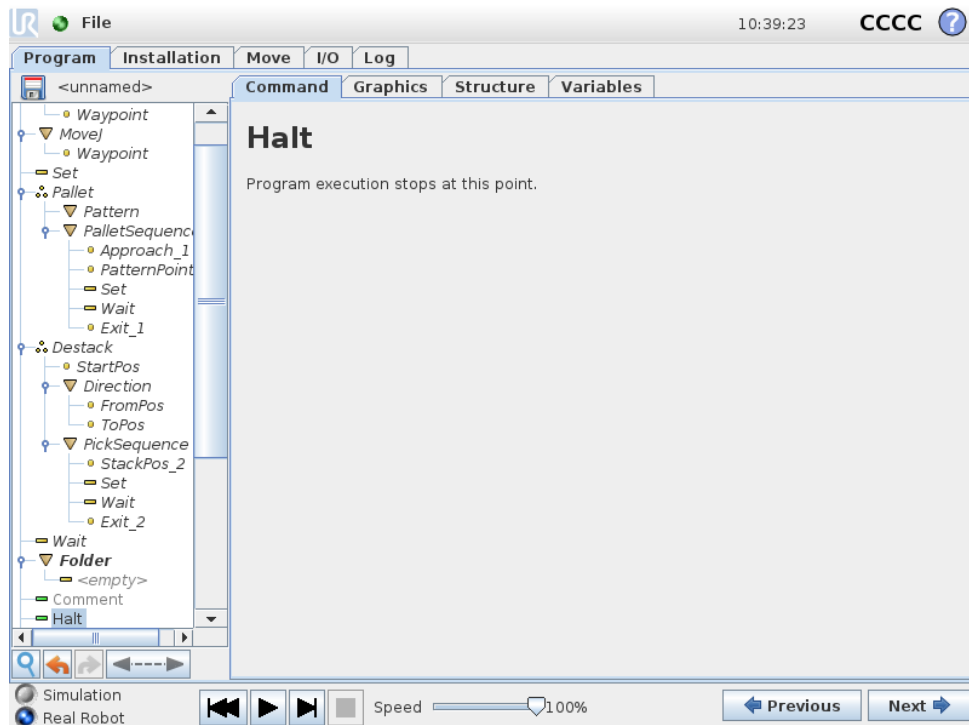 UR File 10:39:23 CCCC ?
Program Installation Move I/O Log
<unnamed> Command Graphics Structure Variables
Waypoint
MoveJ
Waypoint
Set
Pallet
Pattern
PalletSequenc
Approach_1
PatternPoint
Set
Wait
Exit_1
Destack
StartPos
Direction
FromPos
ToPos
PickSequence
StackPos_2
Set
Wait
Exit_2
Wait
Folder
<empty>
Comment
Halt
Halt
Program execution stops at this point.
Simulation
Real Robot
Speed 100%
Previous Next